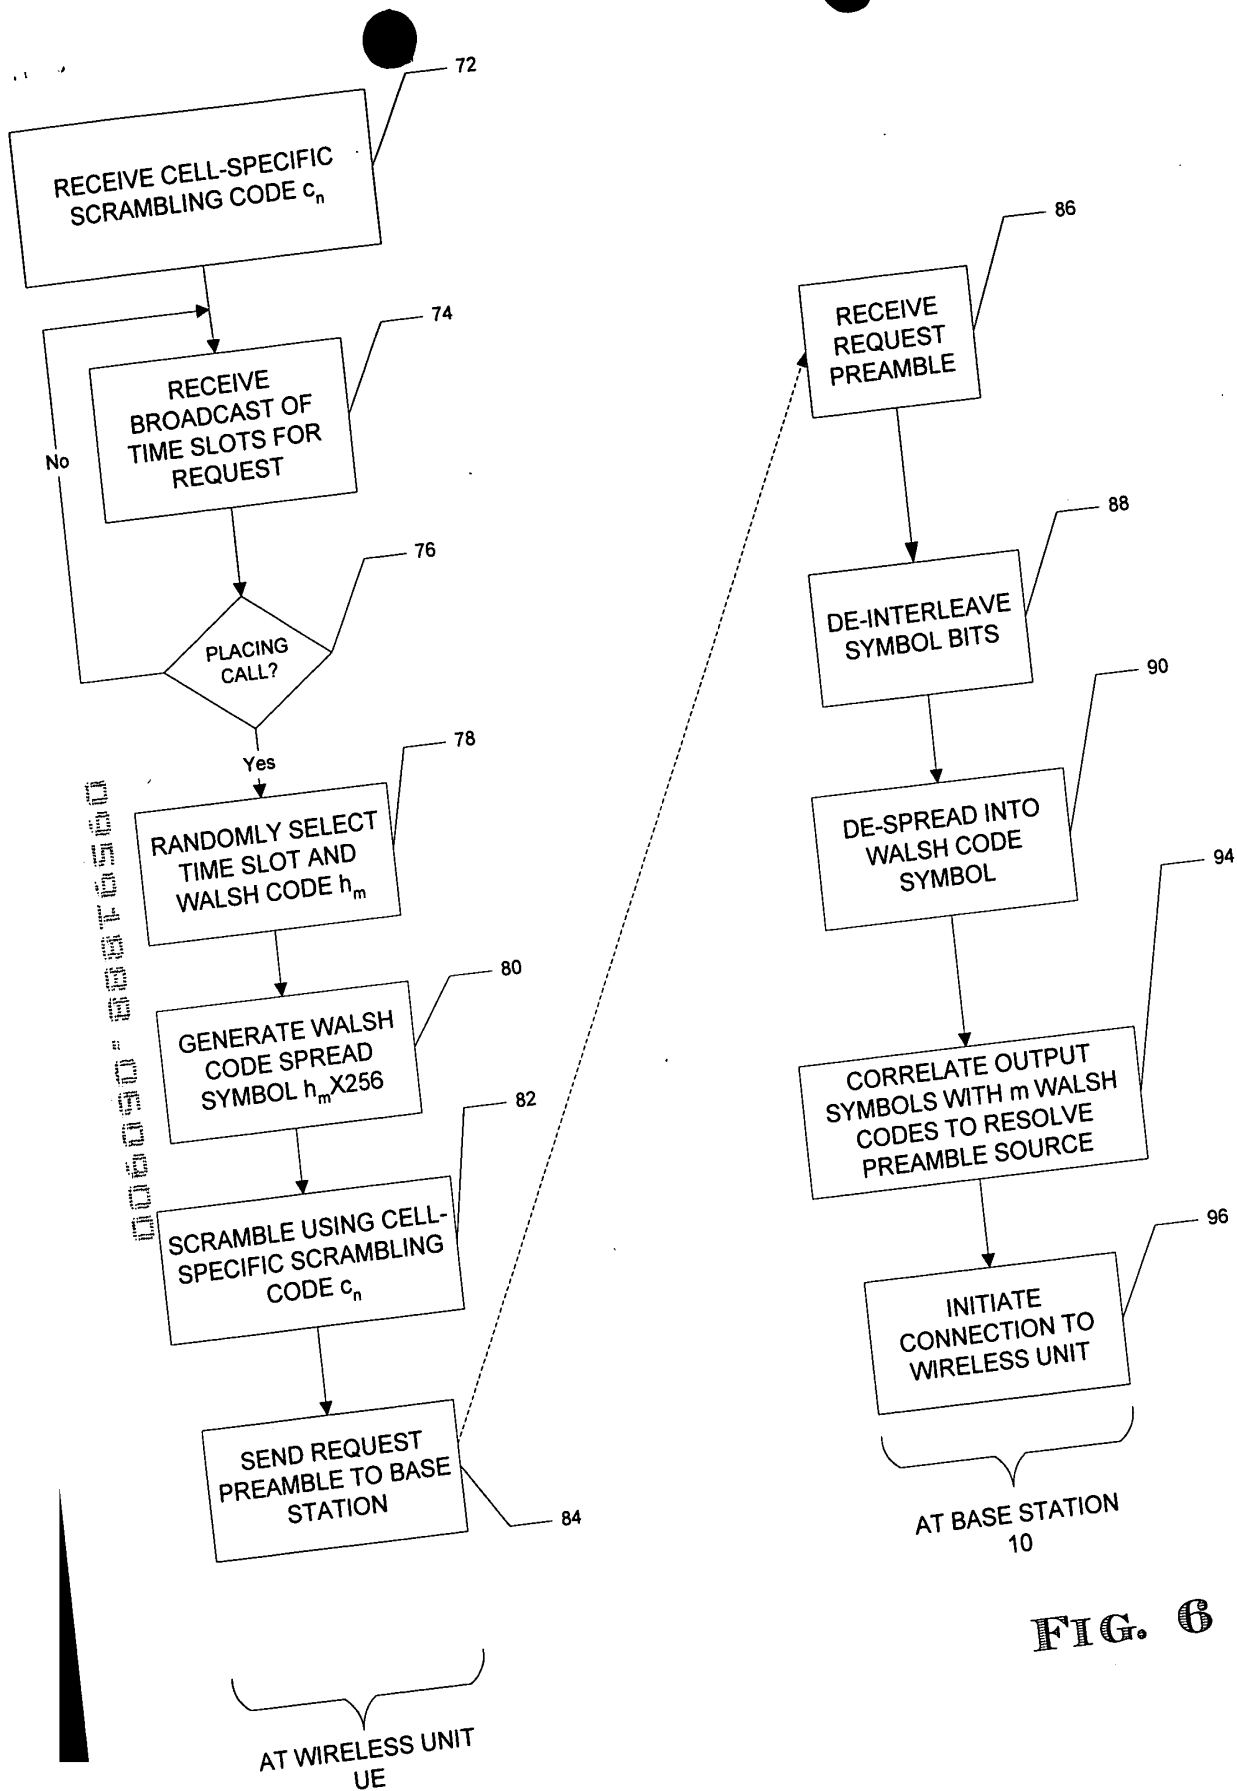 72
RECEIVE CELL-SPECIFIC
SCRAMBLING CODE cn
74
RECEIVE
BROADCAST OF
TIME SLOTS FOR
REQUEST
No
76
PLACING
CALL?
Yes
78
RANDOMLY SELECT
TIME SLOT AND
WALSH CODE hm
80
GENERATE WALSH
CODE SPREAD
SYMBOL hmX256
82
SCRAMBLE USING CELL-
SPECIFIC SCRAMBLING
CODE cn
SEND REQUEST
PREAMBLE TO BASE
STATION
84
AT WIRELESS UNIT
UE
09591888.060900
86
RECEIVE
REQUEST
PREAMBLE
88
DE-INTERLEAVE
SYMBOL BITS
90
DE-SPREAD INTO
WALSH CODE
SYMBOL
94
CORRELATE OUTPUT
SYMBOLS WITH m WALSH
CODES TO RESOLVE
PREAMBLE SOURCE
96
INITIATE
CONNECTION TO
WIRELESS UNIT
AT BASE STATION
10
FIG. 6